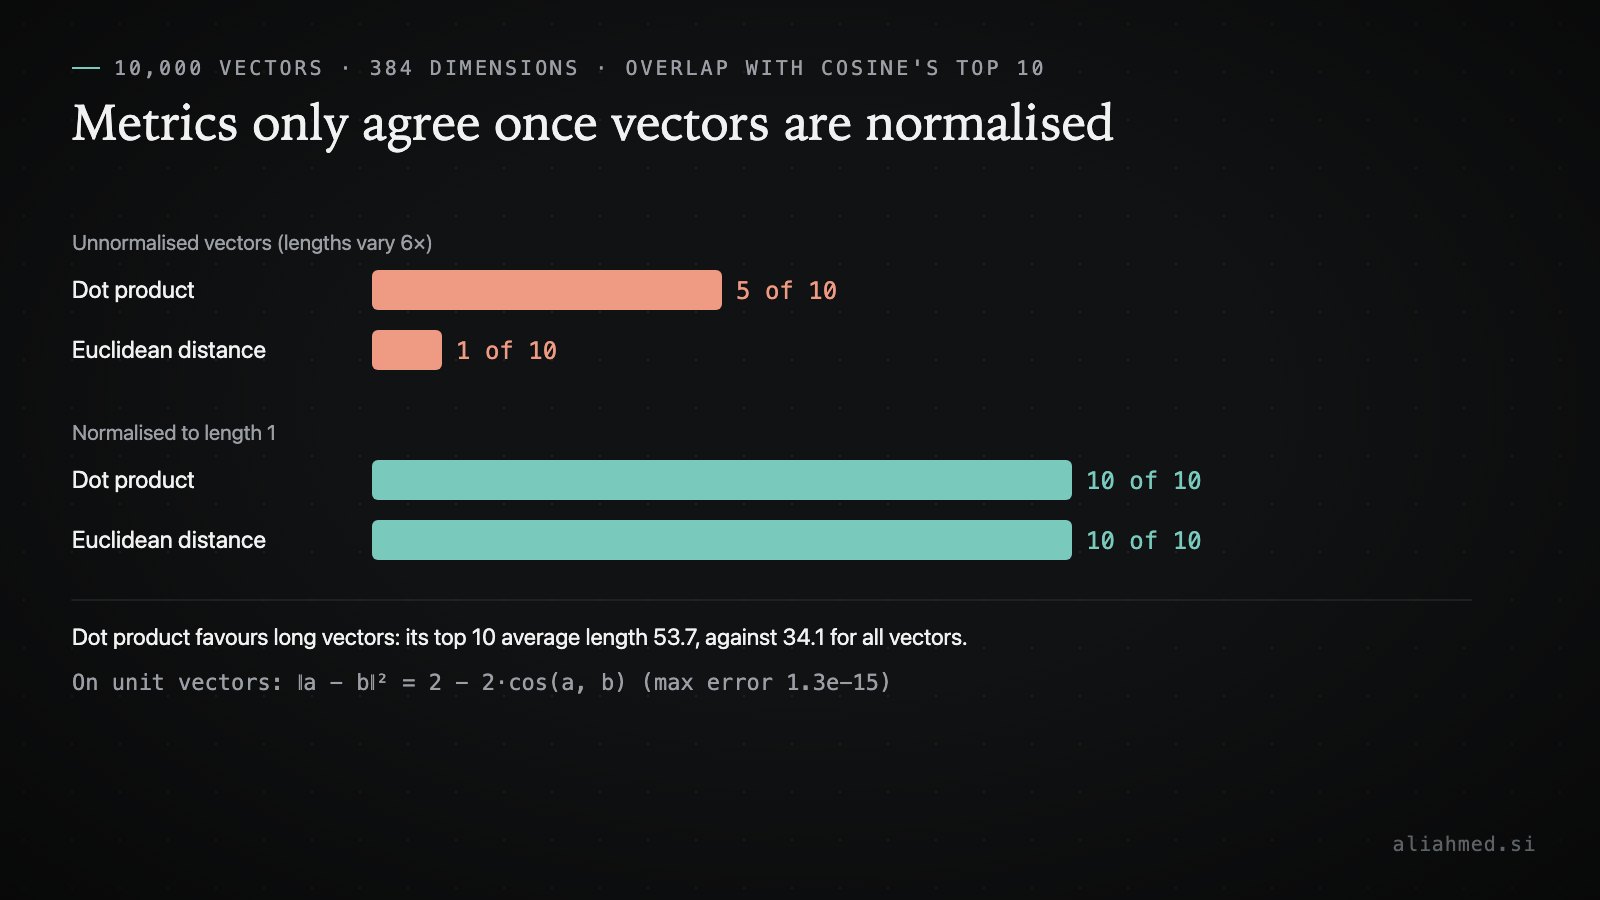 10,000 VECTORS · 384 DIMENSIONS · OVERLAP WITH COSINE'S TOP 10
Metrics only agree once vectors are normalised
Unnormalised vectors (lengths vary 6×)
Dot product 5 of 10
Euclidean distance 1 of 10
Normalised to length 1
Dot product 10 of 10
Euclidean distance 10 of 10
Dot product favours long vectors: its top 10 average length 53.7, against 34.1 for all vectors.
On unit vectors: ‖a − b‖² = 2 − 2·cos(a, b) (max error 1.3e−15)
aliahmed.si